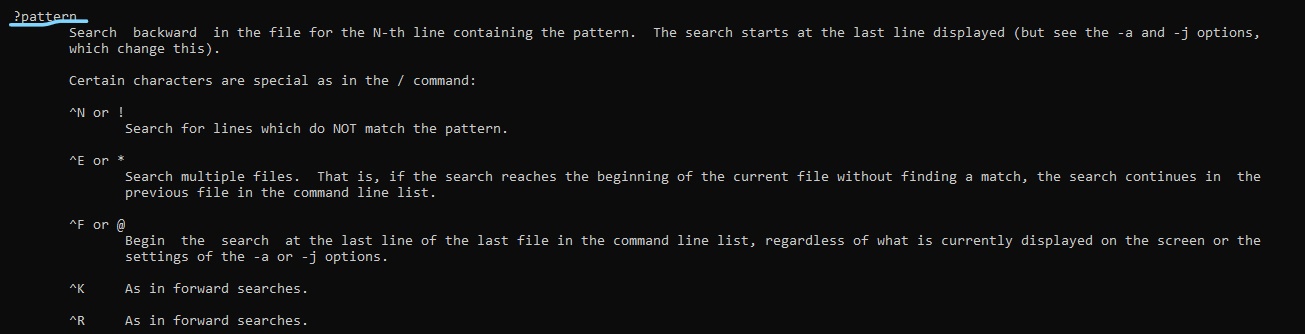 ?pattern
Search  backward  in the file for the N-th line containing the pattern.  The search starts at the last line displayed (but see the -a and -j options,
which change this).
Certain characters are special as in the / command:
^N or !
Search for lines which do NOT match the pattern.
^E or *
Search multiple files.  That is, if the search reaches the beginning of the current file without finding a match, the search continues in  the
previous file in the command line list.
^F or @
Begin  the  search  at the last line of the last file in the command line list, regardless of what is currently displayed on the screen or the
settings of the -a or -j options.
^K     As in forward searches.
^R     As in forward searches.